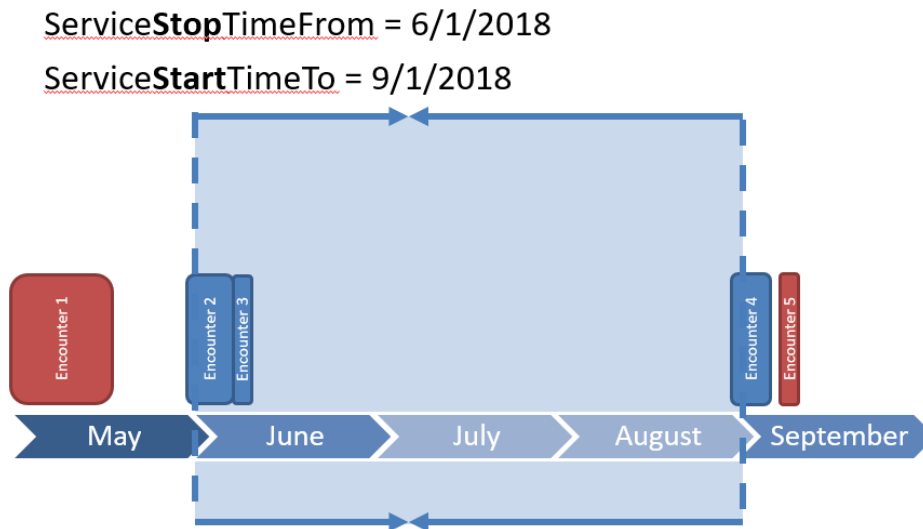 ServiceStopTimeFrom = 6/1/2018
ServiceStartTimeTo = 9/1/2018
Encounter 1
Encounter 2
Encounter 3
Encounter 4
Encounter 5
May
June
July
August
September